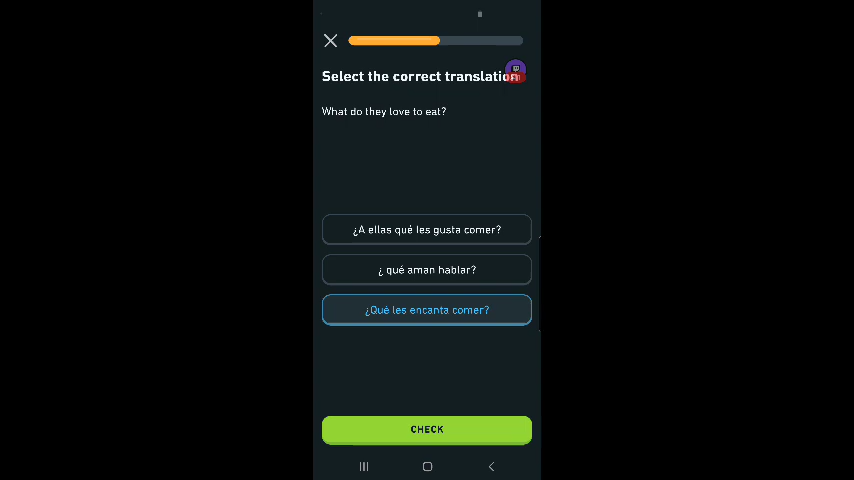 Select the correct translation
What do they love to eat?
¿A ellas qué les gusta comer?
¿ qué aman hablar?
¿Qué les encanta comer?
CHECK